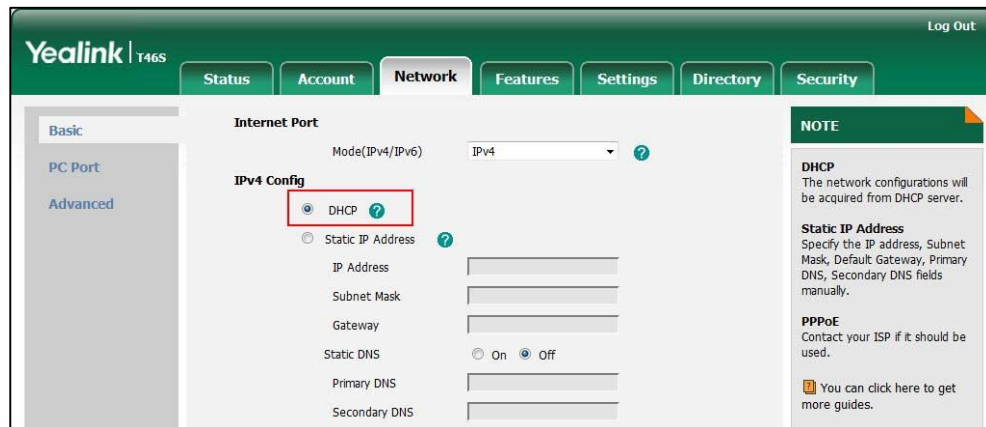 Log Out
Yealink | T46S
Status Account Network Features Settings Directory Security
Basic
PC Port
Advanced
Internet Port
Mode(IPv4/IPv6) IPv4 ?
IPv4 Config
DHCP ?
Static IP Address ?
IP Address
Subnet Mask
Gateway
Static DNS On Off
Primary DNS
Secondary DNS
NOTE
DHCP
The network configurations will
be acquired from DHCP server.
Static IP Address
Specify the IP address, Subnet
Mask, Default Gateway, Primary
DNS, Secondary DNS fields
manually.
PPPoE
Contact your ISP if it should be
used.
? You can click here to get
more guides.